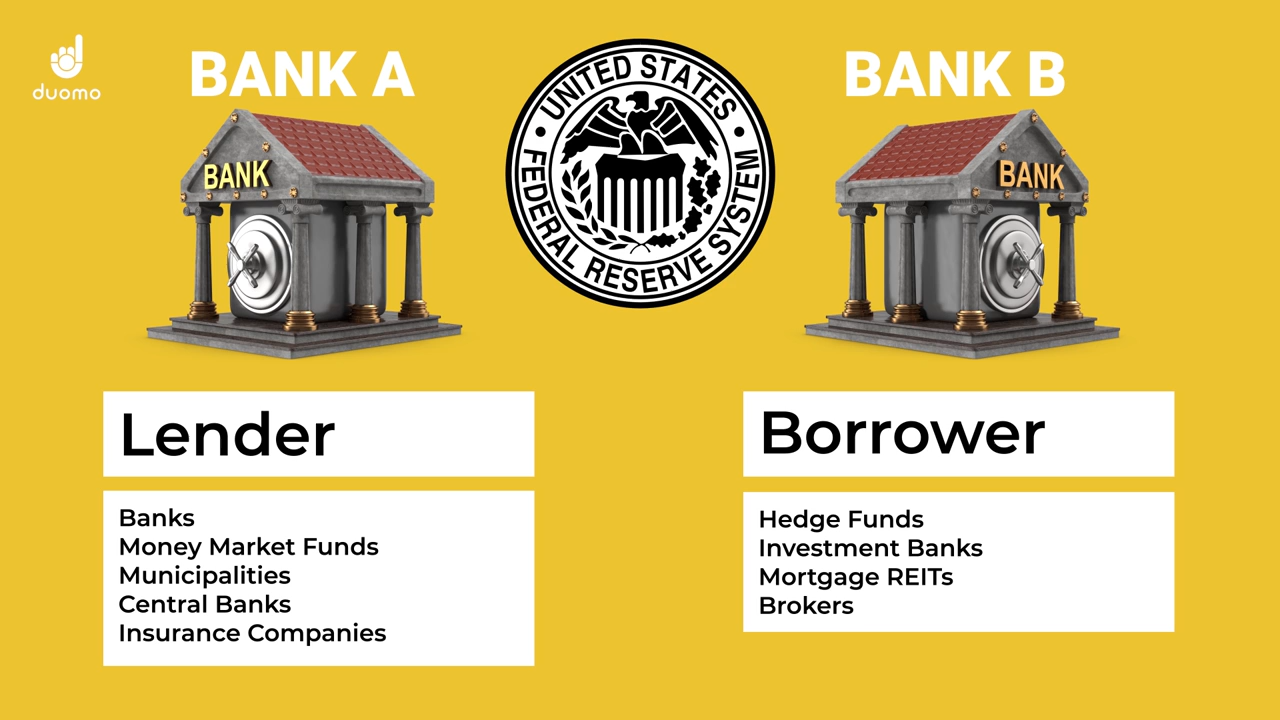 duomo
BANK A
BANK B
BANK
UNITED STATES
FEDERAL RESERVE SYSTEM
BANK
Lender
Borrower
Banks
Money Market Funds
Municipalities
Central Banks
Insurance Companies
Hedge Funds
Investment Banks
Mortgage REITs
Brokers